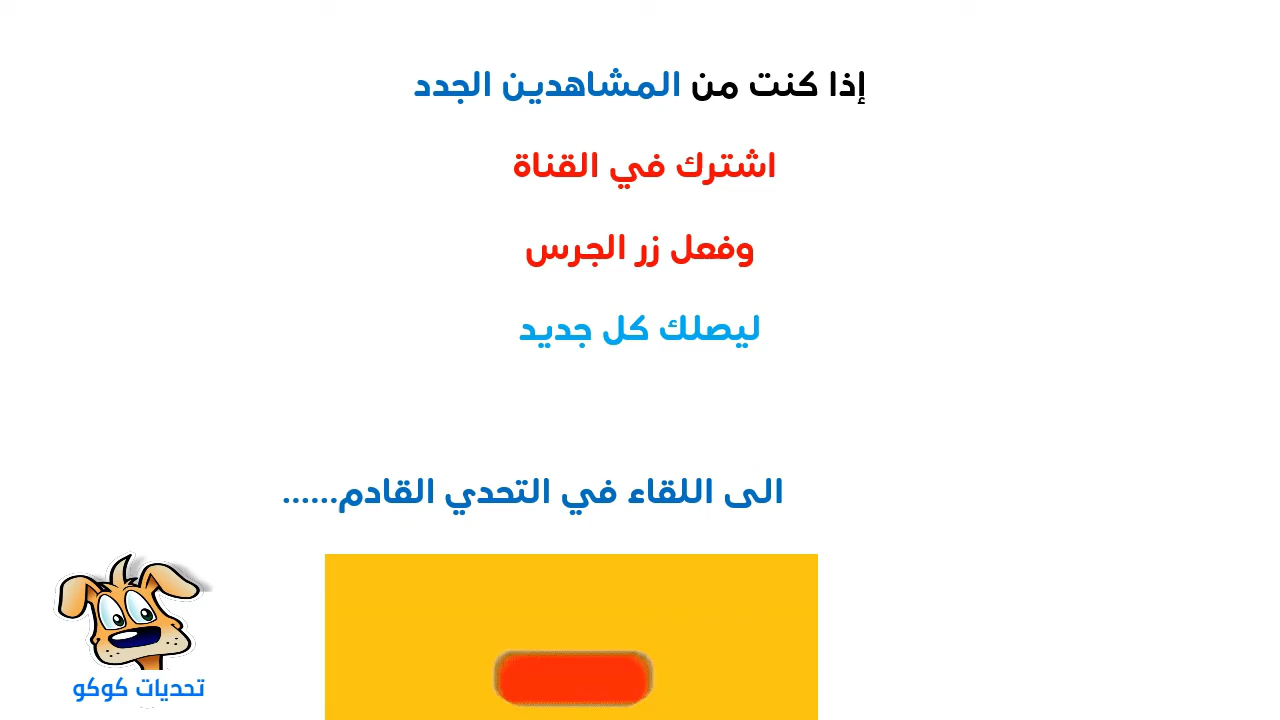 إذا كنت من المشاهدين الجدد
اشترك في القناة
وفعل زر الجرس
ليصلك كل جديد
الى اللقاء في التحدي القادم......
تحديات كوكو